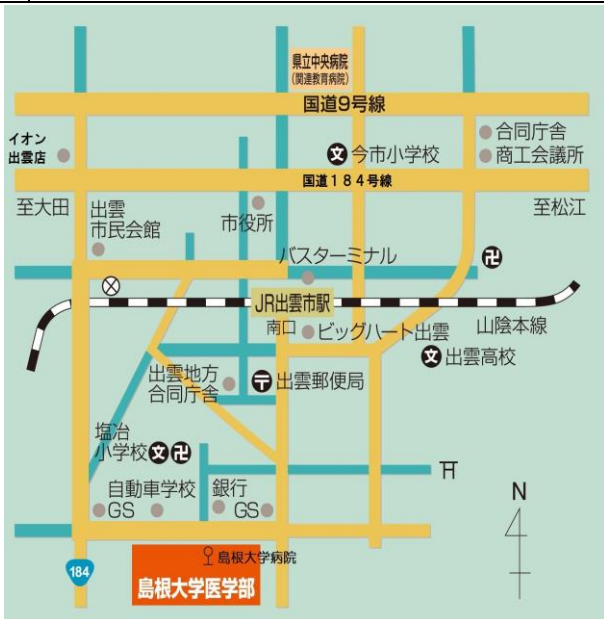 県立中央病院
(関連教育病院)
国道9号線
イオン
出雲店
文 今市小学校
合同庁舎
商工会議所
国道184号線
至大田
出雲
市民会館
市役所
至松江
バスターミナル
卍
JR出雲市駅
南口
ビッグハート出雲
山陰本線
文 出雲高校
出雲地方
合同庁舎
〒 出雲郵便局
塩冶
小学校 文 卍
自動車学校
銀行
GS
GS
N
島根大学病院
184
島根大学医学部